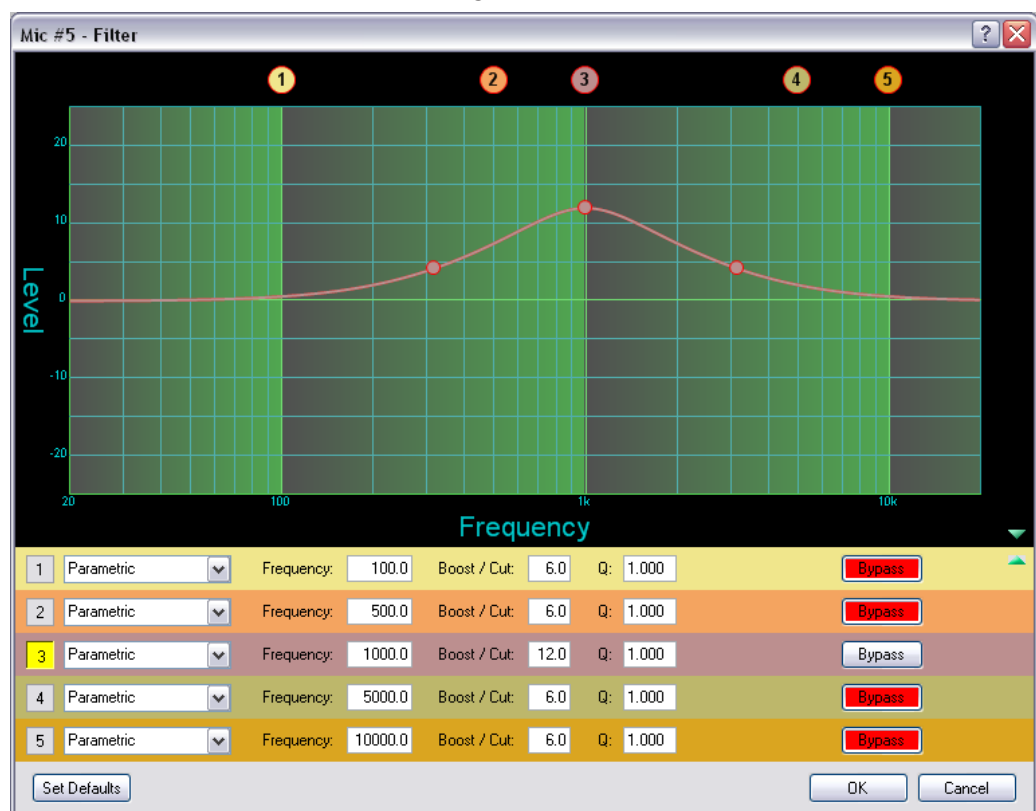 Mic #5 - Filter
?
1 2 3 4 5
20
10
0
-10
-20
Level
20 100 1k 10k
Frequency
1 Parametric Frequency: 100.0 Boost / Cut: 6.0 Q: 1.000 Bypass
2 Parametric Frequency: 500.0 Boost / Cut: 6.0 Q: 1.000 Bypass
3 Parametric Frequency: 1000.0 Boost / Cut: 12.0 Q: 1.000 Bypass
4 Parametric Frequency: 5000.0 Boost / Cut: 6.0 Q: 1.000 Bypass
5 Parametric Frequency: 10000.0 Boost / Cut: 6.0 Q: 1.000 Bypass
Set Defaults OK Cancel